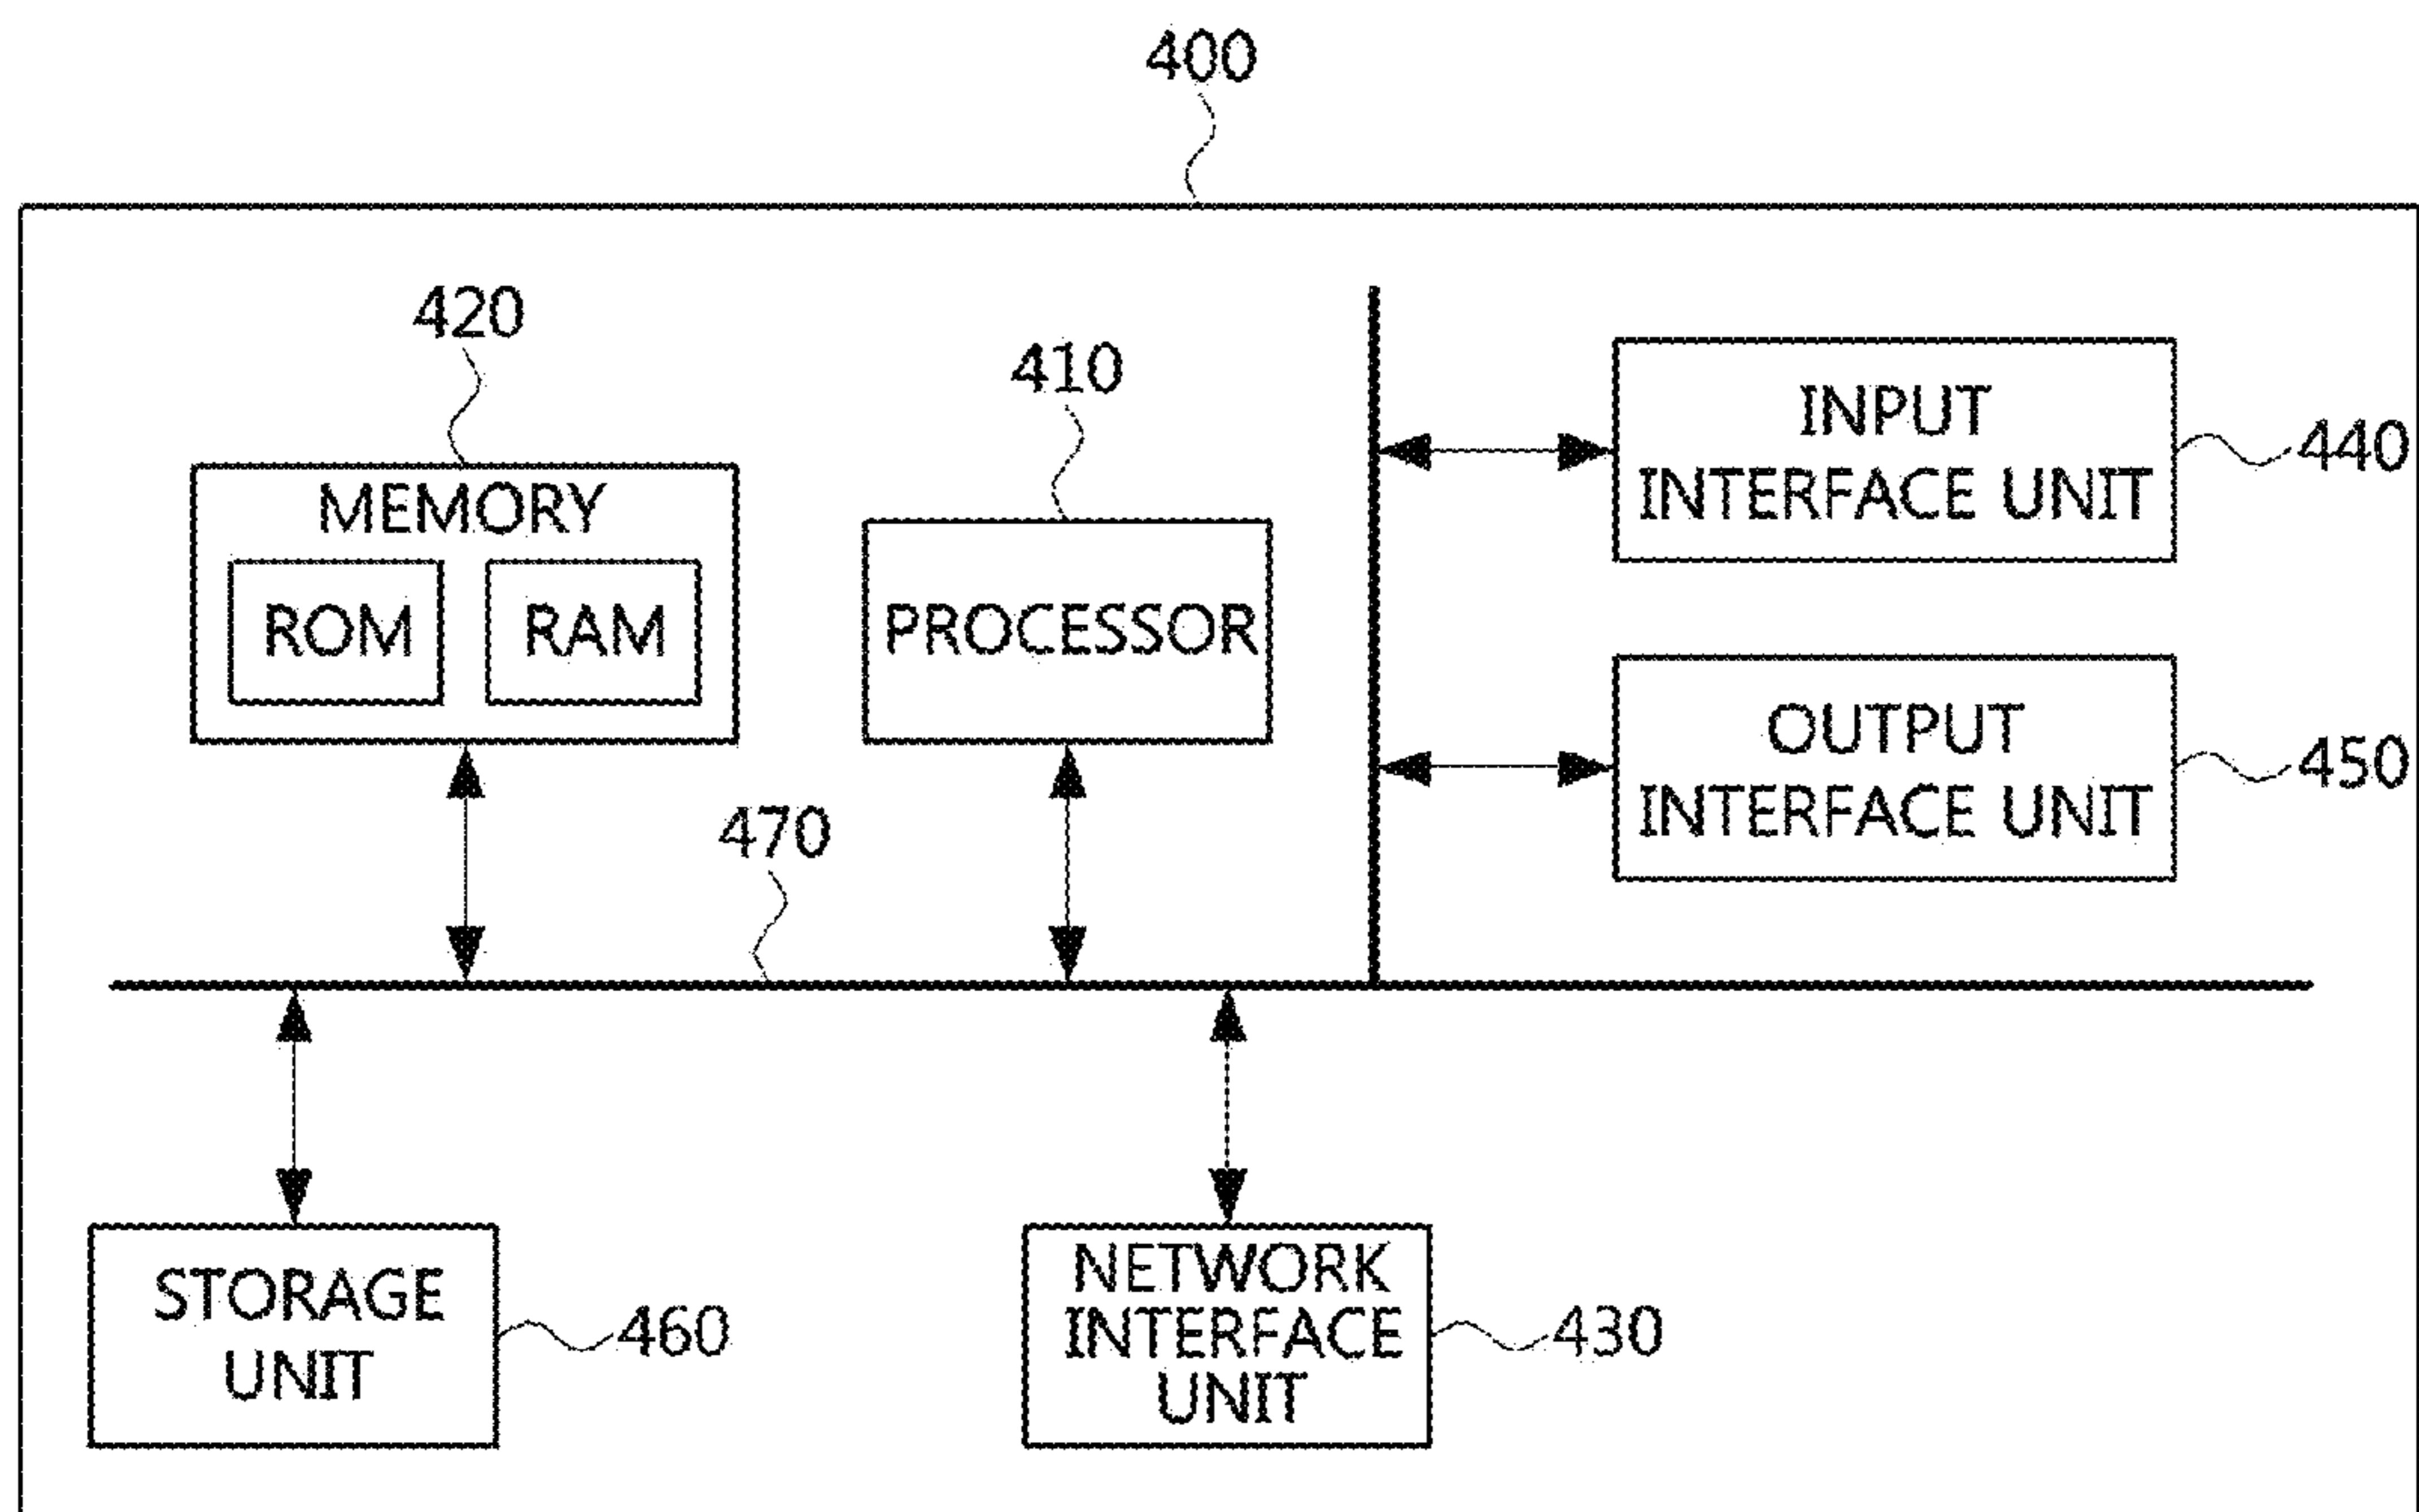 400
420
410
MEMORY
ROM
RAM
PROCESSOR
INPUT
INTERFACE UNIT
440
OUTPUT
INTERFACE UNIT
450
470
STORAGE
UNIT
460
NETWORK
INTERFACE
UNIT
430